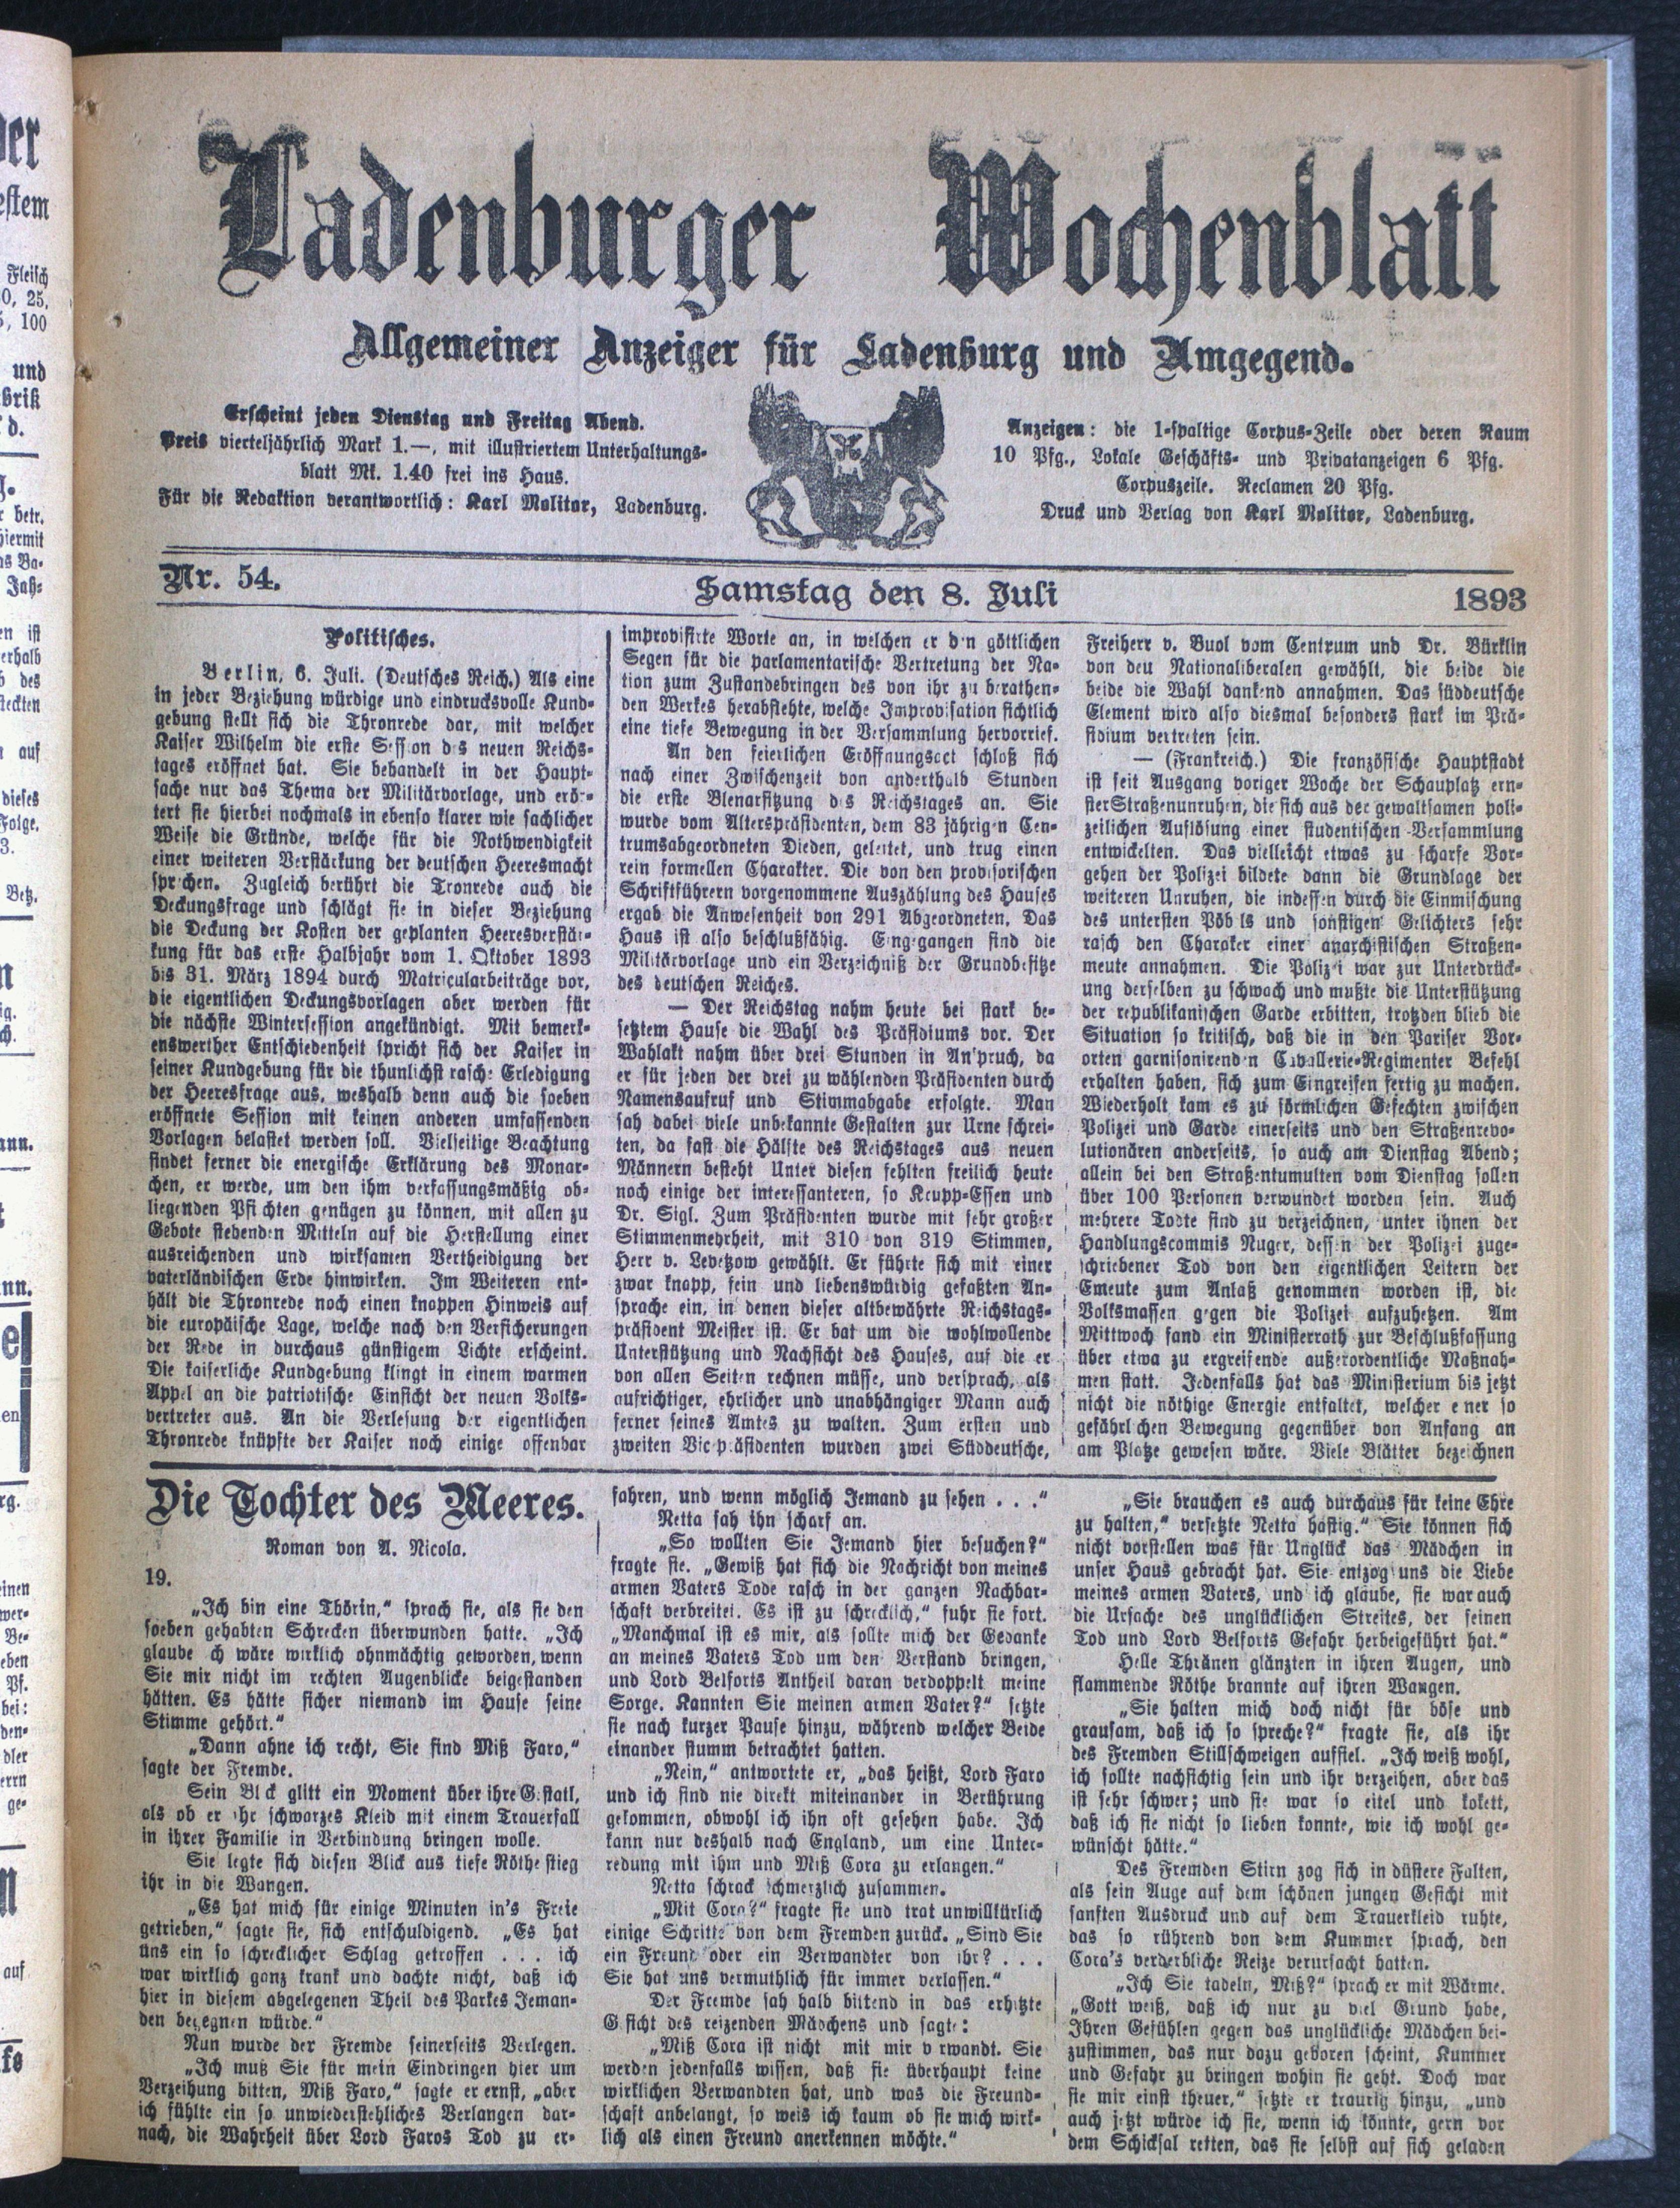 Ladenburger Wochenblatt
Allgemeiner Anzeiger für Ladenburg und Umgegend.
Erscheint jeden Dienstag und Freitag Abend.
Preis vierteljährlich Mark 1.—, mit illustriertem Unterhaltungs-
blatt Mk. 1.40 frei ins Haus.
Für die Redaktion verantwortlich: Karl Molitor, Ladenburg.
Anzeigen: die 1-spaltige Corpus-Zeile oder deren Raum
10 Pfg., Lokale Geschäfts- und Privatanzeigen 6 Pfg.
Corpuszeile. Reclamen 20 Pfg.
Druck und Verlag von Karl Molitor, Ladenburg.
Nr. 54.
Samstag den 8. Juli
1893
Politisches.
Berlin, 6. Juli. (Deutsches Reich.) Als eine
in jeder Beziehung würdige und eindrucksvolle Kund-
gebung stellt sich die Thronrede dar, mit welcher
Kaiser Wilhelm die erste Session des neuen Reichs-
tages eröffnet hat. Sie behandelt in der Haupt-
sache nur das Thema der Militärvorlage, und erör-
tert sie hierbei nochmals in ebenso klarer wie sachlicher
Weise die Gründe, welche für die Nothwendigkeit
einer weiteren Verstärkung der deutschen Heeresmacht
sprechen. Zugleich berührt die Tronrede auch die
Deckungsfrage und schlägt sie in dieser Beziehung
die Deckung der Kosten der geplanten Heeresverstär-
kung für das erste Halbjahr vom 1. Oktober 1893
bis 31. März 1894 durch Matricularbeiträge vor,
die eigentlichen Deckungsvorlagen aber werden für
die nächste Wintersession angekündigt. Mit bemerk-
enswerther Entschiedenheit spricht sich der Kaiser in
seiner Kundgebung für die thunlichst rasche Erledigung
der Heeresfrage aus, weshalb denn auch die soeben
eröffnete Session mit keinen anderen umfassenden
Vorlagen belastet werden soll. Vielseitige Beachtung
findet ferner die energische Erklärung des Monar-
chen, er werde, um den ihm verfassungsmäßig ob-
liegenden Pflichten genügen zu können, mit allen zu
Gebote stehenden Mitteln auf die Herstellung einer
ausreichenden und wirksamen Vertheidigung der
vaterländischen Erde hinwirken. Im Weiteren ent-
hält die Thronrede noch einen knappen Hinweis auf
die europäische Lage, welche nach den Versicherungen
der Rede in durchaus günstigem Lichte erscheint.
Die kaiserliche Kundgebung klingt in einem warmen
Appel an die patriotische Einsicht der neuen Volks-
vertreter aus. An die Verlesung der eigentlichen
Thronrede knüpfte der Kaiser noch einige offenbar
improvisirte Worte an, in welchen er den göttlichen
Segen für die parlamentarische Vertretung der Na-
tion zum Zustandebringen des von ihr zu berathen-
den Werkes herabflehte, welche Improvisation sichtlich
eine tiefe Bewegung in der Versammlung hervorrief.
An den feierlichen Eröffnungsact schloß sich
nach einer Zwischenzeit von anderthalb Stunden
die erste Blenarsitzung des Reichstages an. Sie
wurde vom Alterspräsidenten, dem 83 jährigen Cen-
trumsabgeordneten Dieden, geleitet, und trug einen
rein formellen Charakter. Die von den provisorischen
Schriftführern vorgenommene Auszählung des Hauses
ergab die Anwesenheit von 291 Abgeordneten. Das
Haus ist also beschlußfähig. Eingegangen sind die
Militärvorlage und ein Verzeichniß der Grundbesitze
des deutschen Reiches.
— Der Reichstag nahm heute bei stark be-
setztem Hause die Wahl des Präsidiums vor. Der
Wahlakt nahm über drei Stunden in Anspruch, da
er für jeden der drei zu wählenden Präsidenten durch
Namensaufruf und Stimmabgabe erfolgte. Man
sah dabei viele unbekannte Gestalten zur Urne schrei-
ten, da fast die Hälfte des Reichstages aus neuen
Männern besteht Unter diesen fehlten freilich heute
noch einige der interessanteren, so Krupp-Essen und
Dr. Sigl. Zum Präsidenten wurde mit sehr großer
Stimmenmehrheit, mit 310 von 319 Stimmen,
Herr v. Levetzow gewählt. Er führte sich mit einer
zwar knapp, fein und liebenswürdig gefaßten An-
sprache ein, in denen dieser altbewährte Reichstags-
präsident Meister ist. Er bat um die wohlwollende
Unterstützung und Nachsicht des Hauses, auf die er
von allen Seiten rechnen müsse, und versprach, als
aufrichtiger, ehrlicher und unabhängiger Mann auch
ferner seines Amtes zu walten. Zum ersten und
zweiten Vicepräsidenten wurden zwei Süddeutsche,
Freiherr v. Buol vom Centrum und Dr. Bürklin
von den Nationaliberalen gewählt, die beide die
beide die Wahl dankend annahmen. Das süddeutsche
Element wird also diesmal besonders stark im Prä-
sidium vertreten sein.
— (Frankreich.) Die französische Hauptstadt
ist seit Ausgang voriger Woche der Schauplatz ern-
ster Straßenunruhen, die sich aus der gewaltsamen poli-
zeilichen Auflösung einer studentischen Versammlung
entwickelten. Das vielleicht etwas zu scharfe Vor-
gehen der Polizei bildete dann die Grundlage der
weiteren Unruhen, die indessen durch die Einmischung
des untersten Pöbels und sonstigen Gelichters sehr
rasch den Charaker einer anarchistischen Straßen-
meute annahmen. Die Polizei war zur Unterdrück-
ung derselben zu schwach und mußte die Unterstützung
der republikanischen Garde erbitten, trotzden blieb die
Situation so kritisch, daß die in den Pariser Vor-
orten garnisonirenden Cavallerie-Regimenter Befehl
erhalten haben, sich zum Eingreifen fertig zu machen.
Wiederholt kam es zu förmlichen Gefechten zwischen
Polizei und Garde einerseits und den Straßenrevo-
lutionären anderseits, so auch am Dienstag Abend;
allein bei den Straßentumulten vom Dienstag sollen
über 100 Personen verwundet worden sein. Auch
mehrere Todte sind zu verzeichnen, unter ihnen der
Handlungscommis Nuger, dessen der Polizei zuge-
schriebener Tod von den eigentlichen Leitern der
Emeute zum Anlaß genommen worden ist, die
Volksmassen gegen die Polizei aufzuhetzen. Am
Mittwoch fand ein Ministerrath zur Beschlußfassung
über etwa zu ergreifende außerordentliche Maßnah-
men statt. Jedenfalls hat das Ministerium bis jetzt
nicht die nöthige Energie entfaltet, welcher einer so
gefährlichen Bewegung gegenüber von Anfang an
am Platze gewesen wäre. Viele Blätter bezeichnen
Die Tochter des Meeres.
Roman von A. Nicola.
19.
„Ich bin eine Thörin,“ sprach sie, als sie den
soeben gehabten Schrecken überwunden hatte. „Ich
glaube ch wäre wirklich ohnmächtig geworden, wenn
Sie mir nicht im rechten Augenblicke beigestanden
hätten. Es hätte sicher niemand im Hause seine
Stimme gehört.“
„Dann ahne ich recht, Sie sind Miß Faro,“
sagte der Fremde.
Sein Blick glitt ein Moment über ihre Gestatl,
als ob er ihr schwarzes Kleid mit einem Trauerfall
in ihrer Familie in Verbindung bringen wolle.
Sie legte sich diesen Blick aus tiefe Röthe stieg
ihr in die Wangen.
„Es hat mich für einige Minuten in's Freie
getrieben,“ sagte sie, sich entschuldigend. „Es hat
uns ein so schrecklicher Schlag getroffen . . . ich
war wirklich ganz krank und dachte nicht, daß ich
hier in diesem abgelegenen Theil des Parkes Jeman-
den begegnen würde.“
Nun wurde der Fremde seinerseits Verlegen.
„Ich muß Sie für mein Eindringen hier um
Verzeihung bitten, Miß Faro,“ sagte er ernst, „aber
ich fühlte ein so unwiederstehliches Verlangen dar-
nach, die Wahrheit über Lord Faros Tod zu er-
fahren, und wenn möglich Jemand zu sehen . . .“
Netta sah ihn scharf an.
„So wollten Sie Jemand hier besuchen?“
fragte sie. „Gewiß hat sich die Nachricht von meines
armen Vaters Tode rasch in der ganzen Nachbar-
schaft verbreitet. Es ist zu schrecklich,“ fuhr sie fort.
„Manchmal ist es mir, als sollte mich der Gedanke
an meines Vaters Tod um den Verstand bringen,
und Lord Belforts Antheil daran verdoppelt meine
Sorge. Kannten Sie meinen armen Vater?“ setzte
sie nach kurzer Pause hinzu, während welcher Beide
einander stumm betrachtet hatten.
„Nein,“ antwortete er, „das heißt, Lord Faro
und ich sind nie direkt miteinander in Berührung
gekommen, obwohl ich ihn oft gesehen habe. Ich
kann nur deshalb nach England, um eine Unter-
redung mit ihm und Miß Cora zu erlangen.“
Netta schrack schmerzlich zusammen.
„Mit Cora?“ fragte sie und trat unwillkürlich
einige Schritte von dem Fremden zurück. „Sind Sie
ein Freund oder ein Verwandter von ihr? . . .
Sie hat uns vermuthlich für immer verlassen.“
Der Fremde sah halb bittend in das erhitzte
Gesicht des reizenden Mädchens und sagte:
„Miß Cora ist nicht mit mir verwandt. Sie
werden jedenfalls wissen, daß sie überhaupt keine
wirklichen Verwandten hat, und was die Freund-
schaft anbelangt, so weis ich kaum ob sie mich wirk-
lich als einen Freund anerkennen möchte.“
„Sie brauchen es auch durchaus für keine Ehre
zu halten,“ versetzte Netta hastig.“ Sie können sich
nicht vorstellen was für Unglück das Mädchen in
unser Haus gebracht hat. Sie entzog uns die Liebe
meines armen Vaters, und ich glaube, sie war auch
die Ursache des unglücklichen Streites, der seinen
Tod und Lord Belforts Gefahr herbeigeführt hat.“
Helle Thränen glänzten in ihren Augen, und
flammende Röthe brannte auf ihren Wangen.
„Sie halten mich doch nicht für böse und
grausam, daß ich so spreche?“ fragte sie, als ihr
des Fremden Stillschweigen auffiel. „Ich weiß wohl,
ich sollte nachsichtig sein und ihr verzeihen, aber das
ist sehr schwer; und sie war so eitel und kokett,
daß ich sie nicht so lieben konnte, wie ich wohl ge-
wünscht hätte.“
Des Fremden Stirn zog sich in düstere Falten,
als sein Auge auf dem schönen jungen Gesicht mit
sanften Ausdruck und auf dem Trauerkleid ruhte,
das so rührend von dem Kummer sprach, den
Cora's verderbliche Reize verursacht hatten.
„Ich Sie tadeln, Miß?“ sprach er mit Wärme.
„Gott weiß, daß ich nur zu viel Grund habe,
Ihren Gefühlen gegen das unglückliche Mädchen bei-
zustimmen, das nur dazu geboren scheint, Kummer
und Gefahr zu bringen wohin sie geht. Doch war
sie mir einst theuer,“ setzte er traurig hinzu, „und
auch jetzt würde ich sie, wenn ich könnte, gern vor
dem Schicksal retten, das sie selbst auf sich geladen